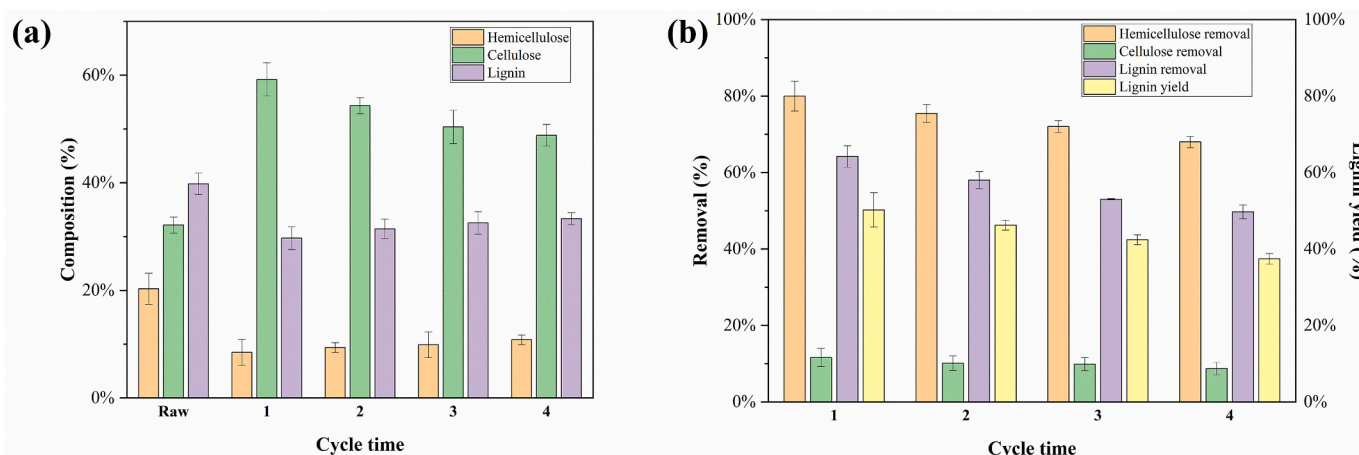 (a)
Hemicellulose
Cellulose
Lignin
60%
40%
20%
0%
Composition (%)
Raw 1 2 3 4
Cycle time
(b)
Hemicellulose removal
Cellulose removal
Lignin removal
Lignin yield
100%
80%
60%
40%
20%
0%
Removal (%)
1 2 3 4
Cycle time
100%
80%
60%
40%
20%
0%
Lignin yield (%)